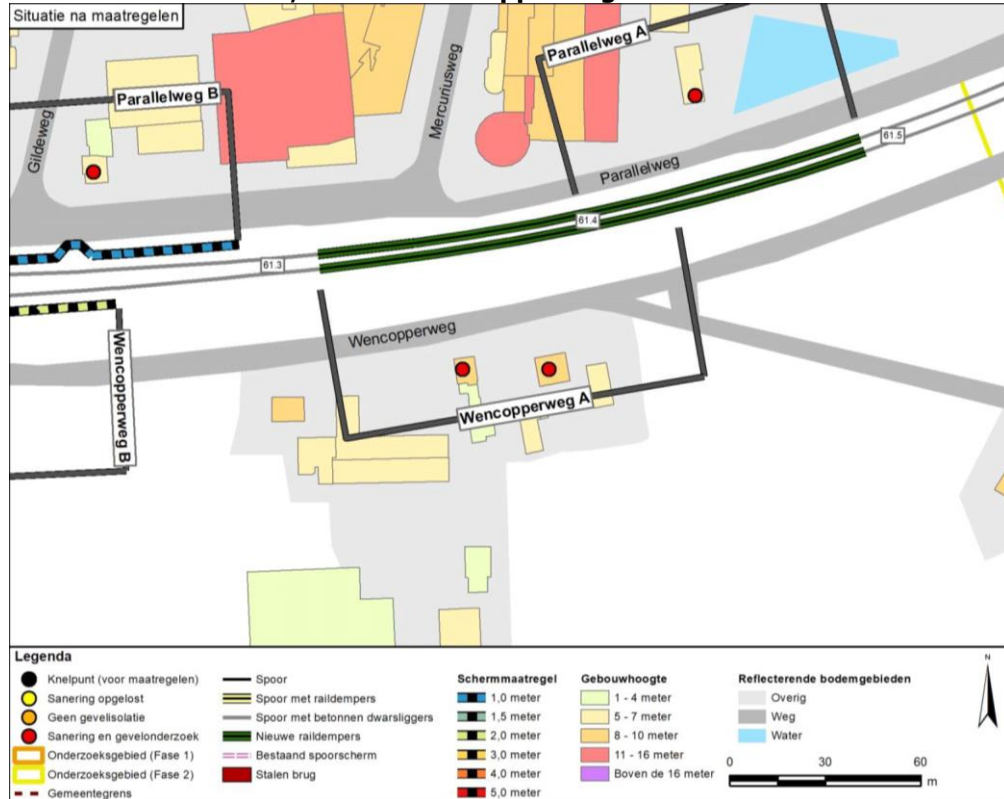 Situatie na maatregelen
Parallelweg A
Parallelweg B
Gildeweg
Mercuriusweg
Parallelweg
61.5
61.4
61.3
Wencopperweg
Wencopperweg B
Wencopperweg A
Legenda
Knelpunt (voor maatregelen)
Sanering opgelost
Geen gevelisolatie
Sanering en gevelonderzoek
Onderzoeksgebied (Fase 1)
Onderzoeksgebied (Fase 2)
Gemeentegrens
Spoor
Spoor met raildempers
Spoor met betonnen dwarsliggers
Nieuwe raildempers
Bestaand spoorscherm
Stalen brug
Schermmaatregel
1,0 meter
1,5 meter
2,0 meter
3,0 meter
4,0 meter
5,0 meter
Gebouwhoogte
1 - 4 meter
5 - 7 meter
8 - 10 meter
11 - 16 meter
Boven de 16 meter
Reflecterende bodemgebieden
Overig
Weg
Water
N
0 30 60
m